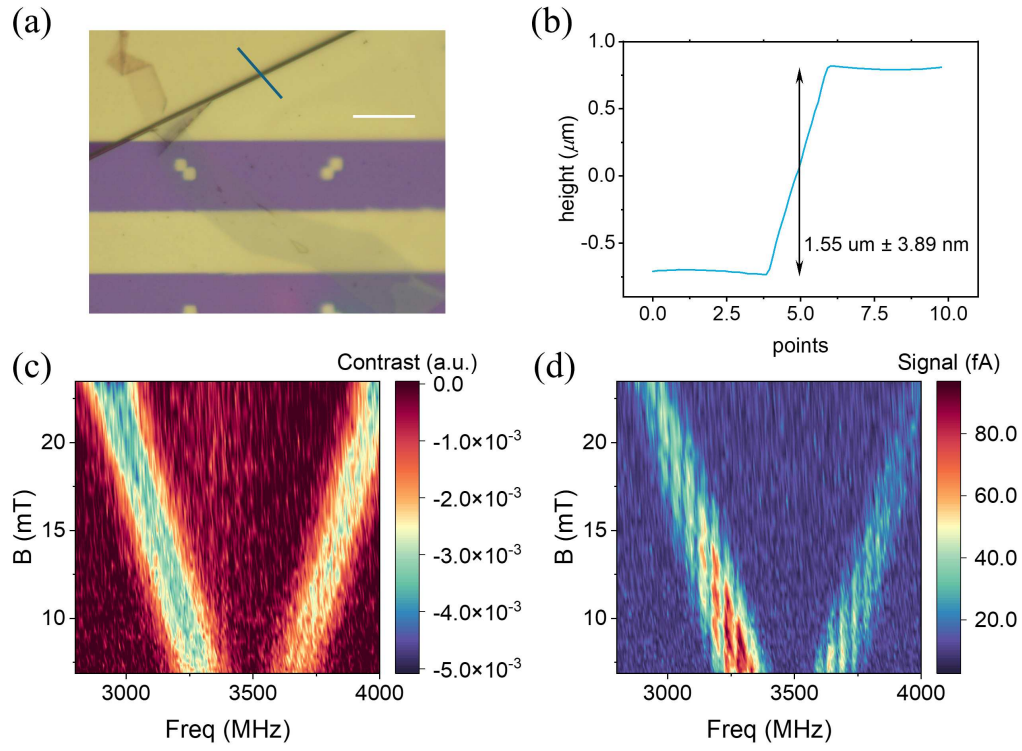 (a)
(b)
1.0
0.5
0.0
-0.5
height (μm)
1.55 um ± 3.89 nm
0.0 2.5 5.0 7.5 10.0
points
(c)
Contrast (a.u.)
0.0
-1.0×10⁻³
-2.0×10⁻³
-3.0×10⁻³
-4.0×10⁻³
-5.0×10⁻³
20
15
10
B (mT)
3000 3500 4000
Freq (MHz)
(d)
Signal (fA)
80.0
60.0
40.0
20.0
20
15
10
B (mT)
3000 3500 4000
Freq (MHz)